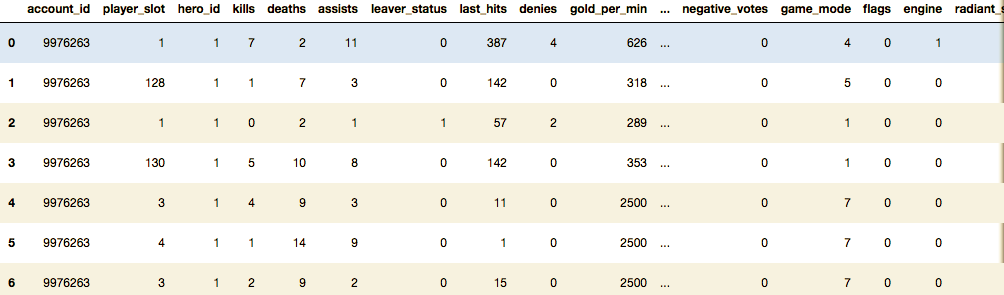 account_id player_slot hero_id kills deaths assists leaver_status last_hits denies gold_per_min ... negative_votes game_mode flags engine radiant_s
0 9976263 1 1 7 2 11 0 387 4 626 ... 0 4 0 1
1 9976263 128 1 1 7 3 0 142 0 318 ... 0 5 0 0
2 9976263 1 1 0 2 1 1 57 2 289 ... 0 1 0 0
3 9976263 130 1 5 10 8 0 142 0 353 ... 0 1 0 0
4 9976263 3 1 4 9 3 0 11 0 2500 ... 0 7 0 0
5 9976263 4 1 1 14 9 0 1 0 2500 ... 0 7 0 0
6 9976263 3 1 2 9 2 0 15 0 2500 ... 0 7 0 0